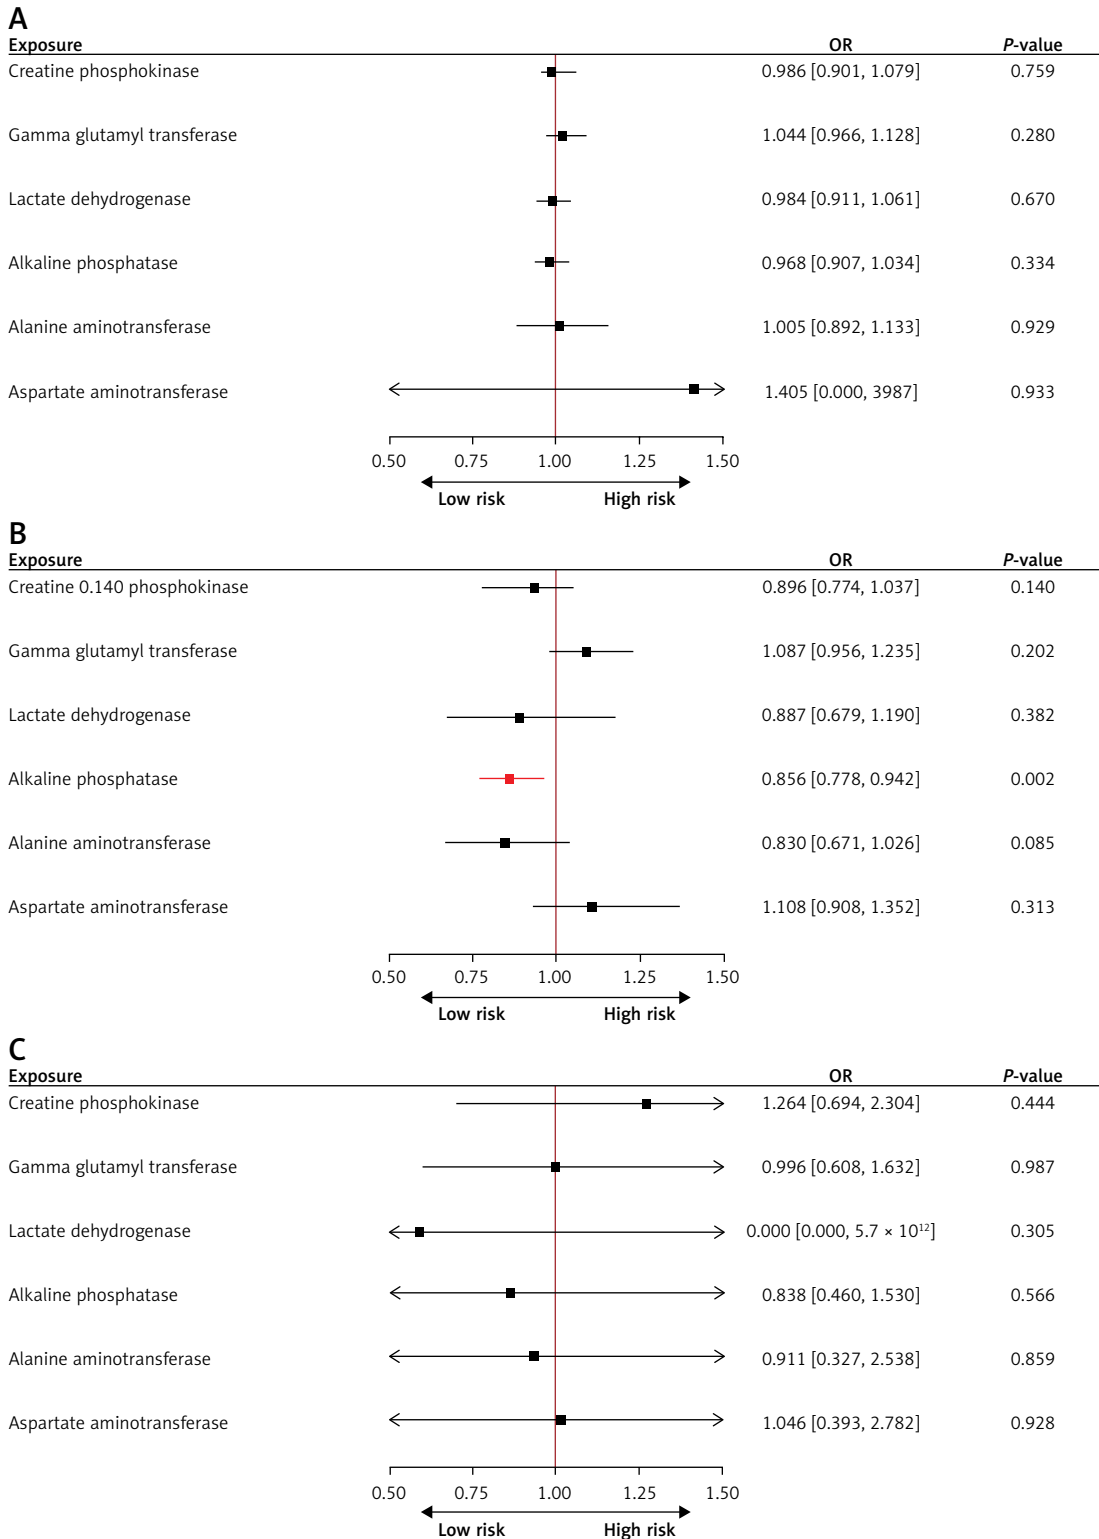 A
Exposure OR P-value
Creatine phosphokinase 0.986 [0.901, 1.079] 0.759
Gamma glutamyl transferase 1.044 [0.966, 1.128] 0.280
Lactate dehydrogenase 0.984 [0.911, 1.061] 0.670
Alkaline phosphatase 0.968 [0.907, 1.034] 0.334
Alanine aminotransferase 1.005 [0.892, 1.133] 0.929
Aspartate aminotransferase 1.405 [0.000, 3987] 0.933
0.50 0.75 1.00 1.25 1.50
Low risk High risk
B
Exposure OR P-value
Creatine 0.140 phosphokinase 0.896 [0.774, 1.037] 0.140
Gamma glutamyl transferase 1.087 [0.956, 1.235] 0.202
Lactate dehydrogenase 0.887 [0.679, 1.190] 0.382
Alkaline phosphatase 0.856 [0.778, 0.942] 0.002
Alanine aminotransferase 0.830 [0.671, 1.026] 0.085
Aspartate aminotransferase 1.108 [0.908, 1.352] 0.313
0.50 0.75 1.00 1.25 1.50
Low risk High risk
C
Exposure OR P-value
Creatine phosphokinase 1.264 [0.694, 2.304] 0.444
Gamma glutamyl transferase 0.996 [0.608, 1.632] 0.987
Lactate dehydrogenase 0.000 [0.000, 5.7 × 10¹²] 0.305
Alkaline phosphatase 0.838 [0.460, 1.530] 0.566
Alanine aminotransferase 0.911 [0.327, 2.538] 0.859
Aspartate aminotransferase 1.046 [0.393, 2.782] 0.928
0.50 0.75 1.00 1.25 1.50
Low risk High risk